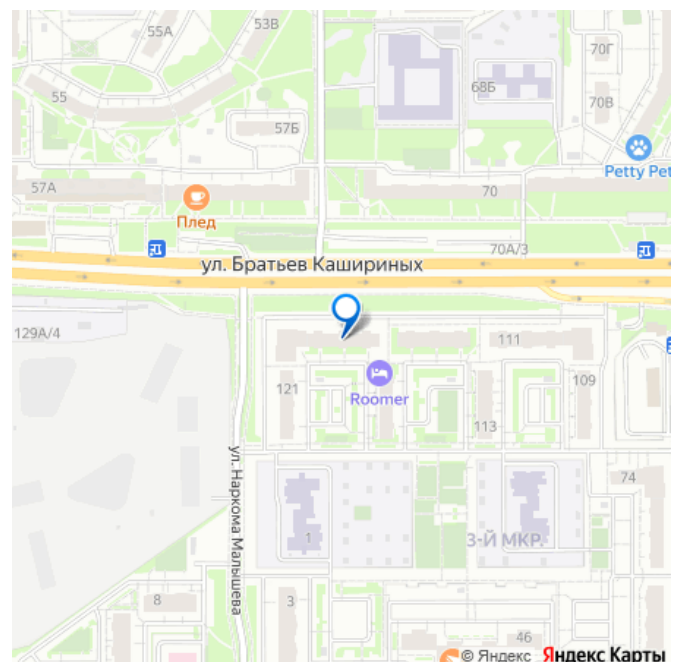 55А
53В
55
57Б
68Б
70Г
70В
Petty Pet
57А
Плед
70
70А/3
ул. Братьев Кашириных
129А/4
111
Roomer
121
109
113
ул. Наркома Малышева
74
1
3-Й МКР.
8
3
46
© Яндекс Яндекс Карты